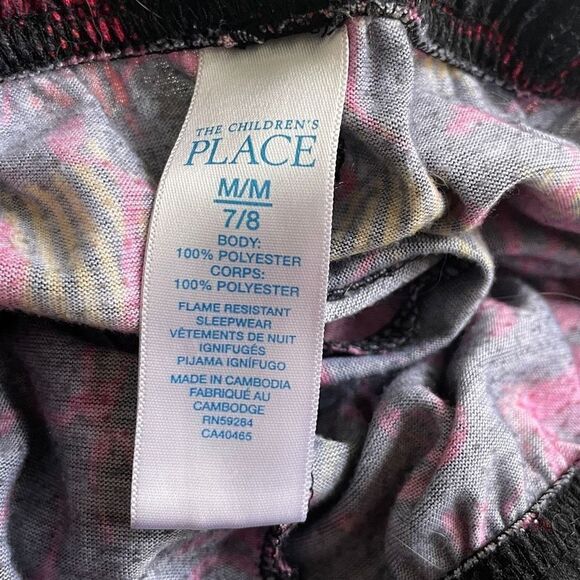 THE CHILDREN'S
PLACE
M/M
7/8
BODY:
100% POLYESTER
CORPS:
100% POLYESTER
FLAME RESISTANT
SLEEPWEAR
VÊTEMENTS DE NUIT
IGNIFUGÉS
PIJAMA IGNÍFUGO
MADE IN CAMBODIA
FABRIQUÉ AU
CAMBODGE
RN59284
CA40465